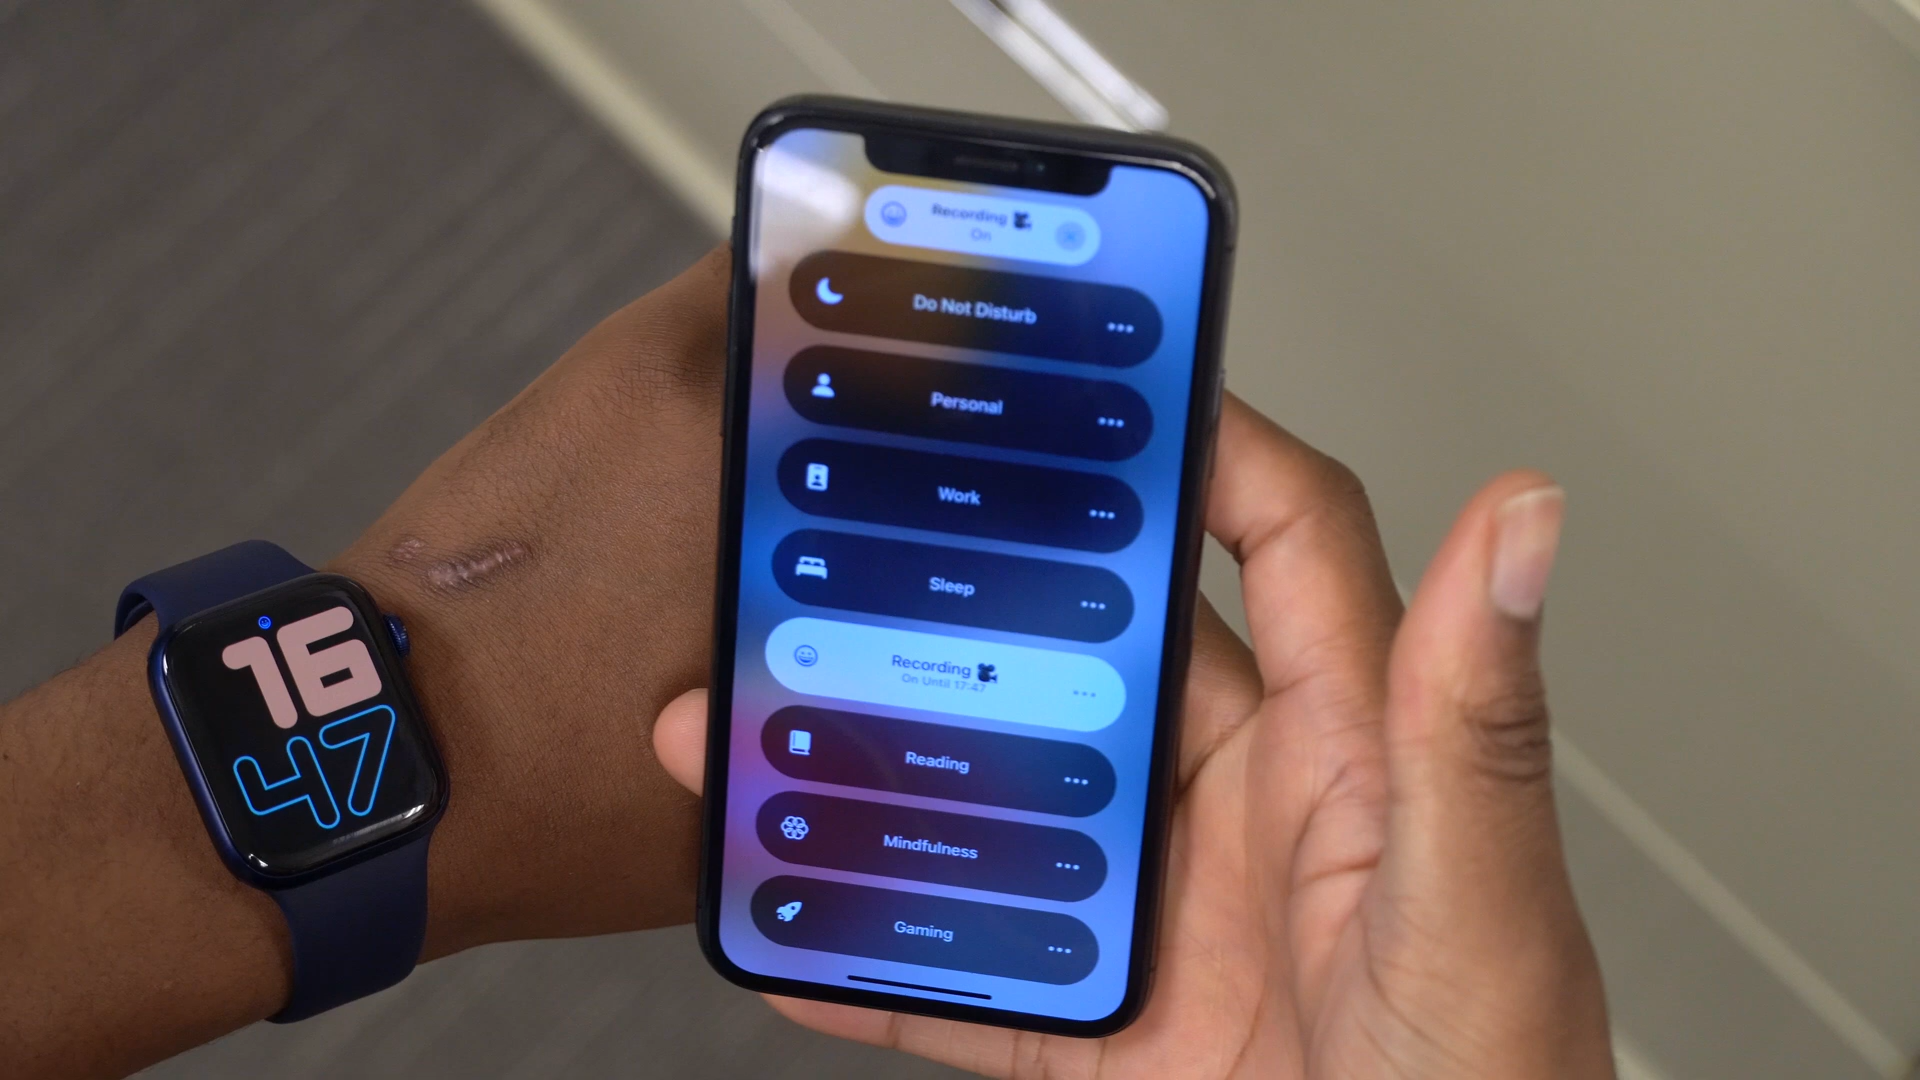 Recording 🎥
On
Do Not Disturb
Personal
Work
Sleep
Recording 🎥
On Until 17:47
Reading
Mindfulness
Gaming
16
47